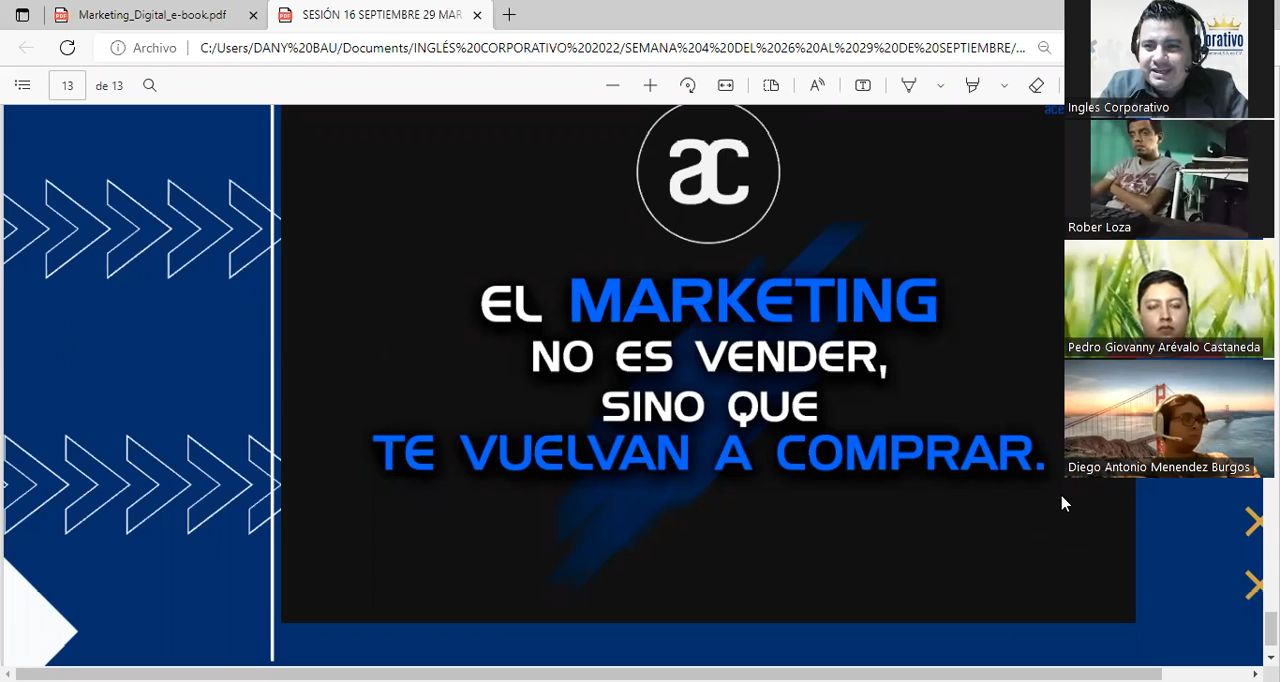 Marketing_Digital_e-book.pdf
SESIÓN 16 SEPTIEMBRE 29 MAR
Archivo
C:/Users/DANY%20BAU/Documents/INGLÉS%20CORPORATIVO%202022/SEMANA%204%20DEL%2026%20AL%2029%20DE%20SEPTIEMBRE/...
13
de 13
ac
EL MARKETING
NO ES VENDER,
SINO QUE
TE VUELVAN A COMPRAR.
orativo
Ingles Corporativo
Rober Loza
Pedro Giovanny Arévalo Castaneda
Diego Antonio Menendez Burgos